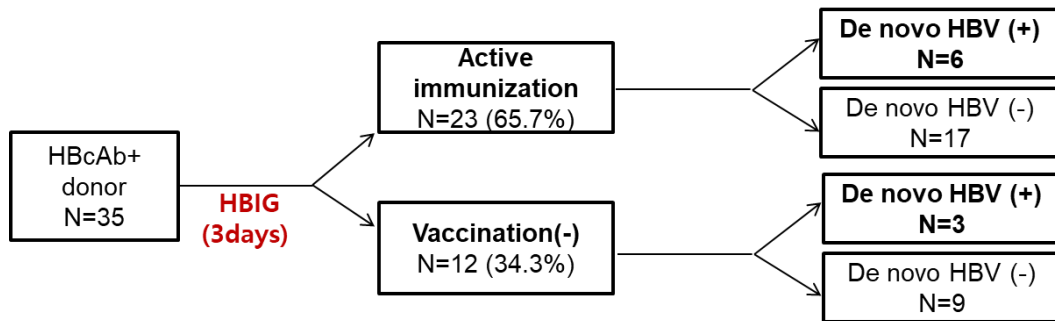 HBcAb+
donor
N=35
HBIG
(3days)
Active
immunization
N=23 (65.7%)
Vaccination(-)
N=12 (34.3%)
De novo HBV (+)
N=6
De novo HBV (-)
N=17
De novo HBV (+)
N=3
De novo HBV (-)
N=9